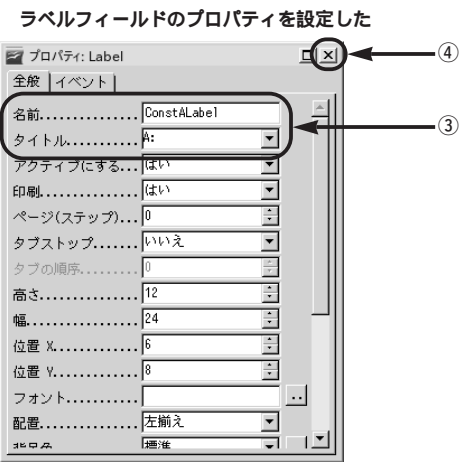 ラベルフィールドのプロパティを設定した
プロパティ: Label
④
全般 イベント
名前............... ConstALabel
③
タイトル........... A:
アクティブにする... はい
印刷............... はい
ページ(ステップ)... 0
タブストップ....... いいえ
タブの順序......... 0
高さ............... 12
幅................. 24
位置 X............. 6
位置 Y............. 8
フォント........... ..
配置............... 左揃え
背景色 標準